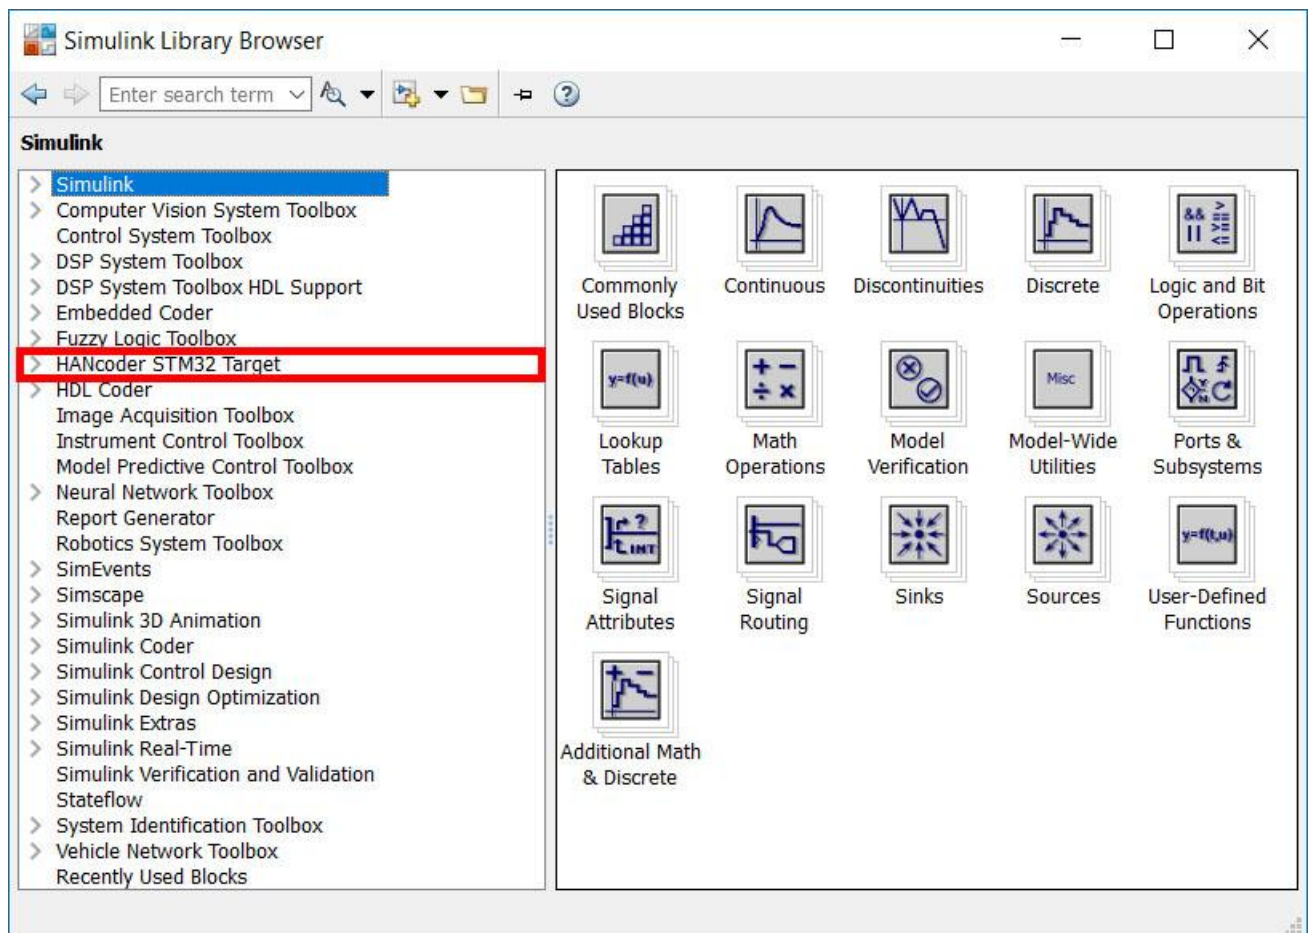 Simulink Library Browser
Enter search term
Simulink
Simulink
Computer Vision System Toolbox
Control System Toolbox
DSP System Toolbox
DSP System Toolbox HDL Support
Embedded Coder
Fuzzy Logic Toolbox
HANcoder STM32 Target
HDL Coder
Image Acquisition Toolbox
Instrument Control Toolbox
Model Predictive Control Toolbox
Neural Network Toolbox
Report Generator
Robotics System Toolbox
SimEvents
Simscape
Simulink 3D Animation
Simulink Coder
Simulink Control Design
Simulink Design Optimization
Simulink Extras
Simulink Real-Time
Simulink Verification and Validation
Stateflow
System Identification Toolbox
Vehicle Network Toolbox
Recently Used Blocks
&& >
>=
==
|| >=
<=
Commonly Continuous Discontinuities Discrete Logic and Bit
Used Blocks Operations
y=f(u) + − Misc
÷ ×
Lookup Math Model Model-Wide Ports &
Tables Operations Verification Utilities Subsystems
? y=f(t,u)
INT
Signal Signal Sinks Sources User-Defined
Attributes Routing Functions
+ −
Additional Math
& Discrete